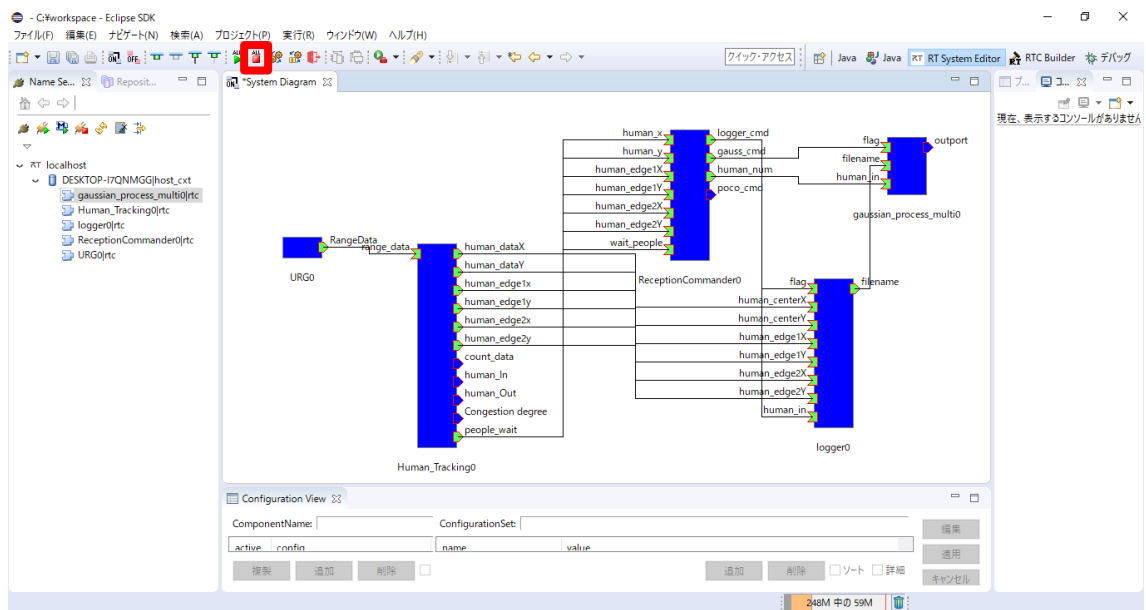 - C:¥workspace - Eclipse SDK
ファイル(F) 編集(E) ナビゲート(N) 検索(A) プロジェクト(P) 実行(R) ウィンドウ(W) ヘルプ(H)
ALL
クイック・アクセス Java Java RT RT System Editor RTC Builder デバッグ
Name Se... Reposit...
ON *System Diagram
プ... コ...
現在、表示するコンソールがありません
RT localhost
DESKTOP-I7QNMGG|host_cxt
gaussian_process_multi0|rtc
Human_Tracking0|rtc
logger0|rtc
ReceptionCommander0|rtc
URG0|rtc
RangeData
URG0
range_data
human_dataX
human_dataY
human_edge1x
human_edge1y
human_edge2x
human_edge2y
count_data
human_In
human_Out
Congestion degree
people_wait
Human_Tracking0
human_x
human_y
human_edge1X
human_edge1Y
human_edge2X
human_edge2Y
wait_people
logger_cmd
gauss_cmd
human_num
poco_cmd
ReceptionCommander0
flag
filename
human_in
outport
gaussian_process_multi0
flag
human_centerX
human_centerY
human_edge1X
human_edge1Y
human_edge2X
human_edge2Y
human_in
filename
logger0
Configuration View
ComponentName: ConfigurationSet:
active config name value
編集
適用
キャンセル
複製 追加 削除 追加 削除 ソート 詳細
248M 中の 59M